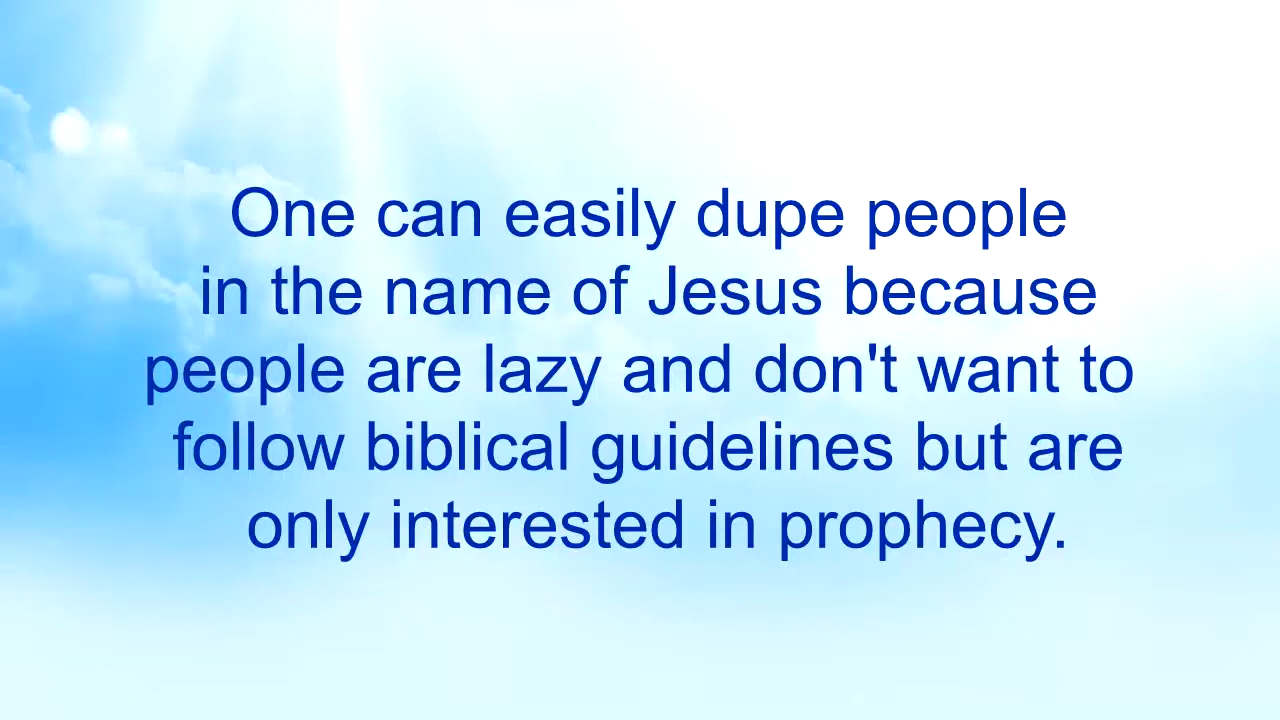 One can easily dupe people
in the name of Jesus because
people are lazy and don't want to
follow biblical guidelines but are
only interested in prophecy.